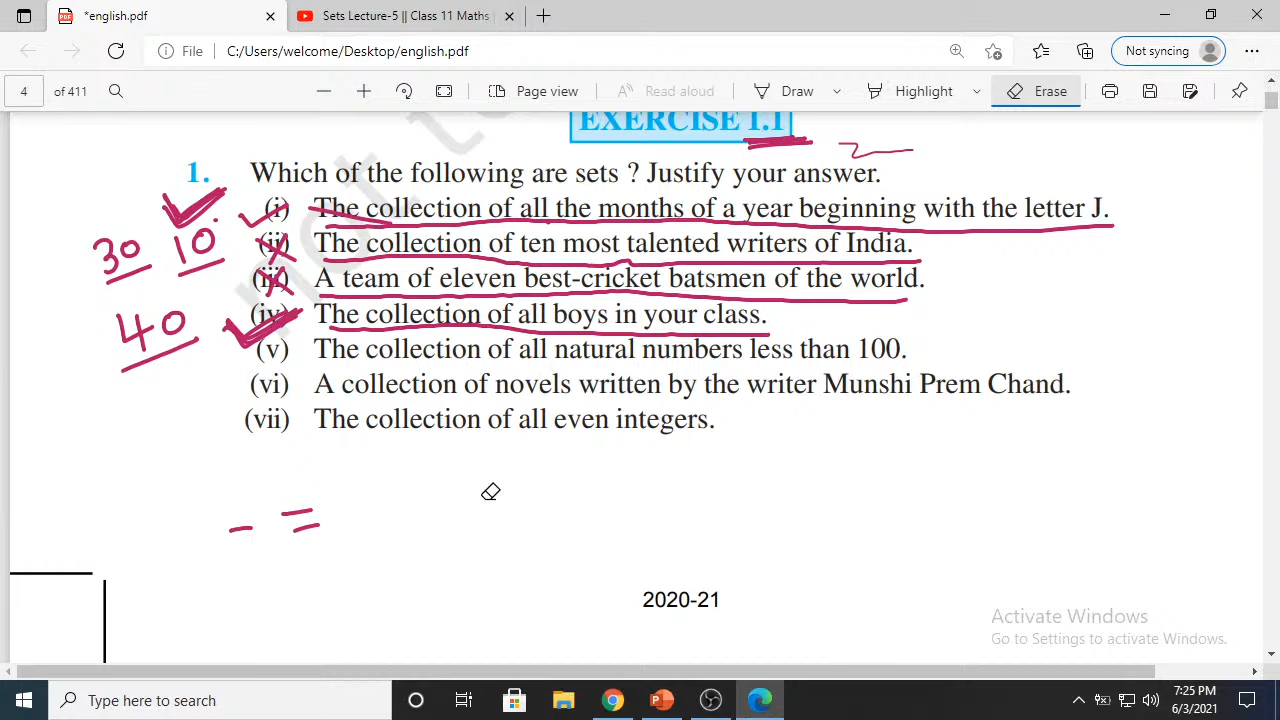 *english.pdf
Sets Lecture-5 || Class 11 Maths
File C:/Users/welcome/Desktop/english.pdf Not syncing
4 of 411 Page view Read aloud Draw Highlight Erase
EXERCISE 1.1
1. Which of the following are sets ? Justify your answer.
(i) The collection of all the months of a year beginning with the letter J.
30 10 (ii) The collection of ten most talented writers of India.
(iii) A team of eleven best-cricket batsmen of the world.
40 (iv) The collection of all boys in your class.
(v) The collection of all natural numbers less than 100.
(vi) A collection of novels written by the writer Munshi Prem Chand.
(vii) The collection of all even integers.
2020-21
Activate Windows
Go to Settings to activate Windows.
Type here to search
7:25 PM
6/3/2021